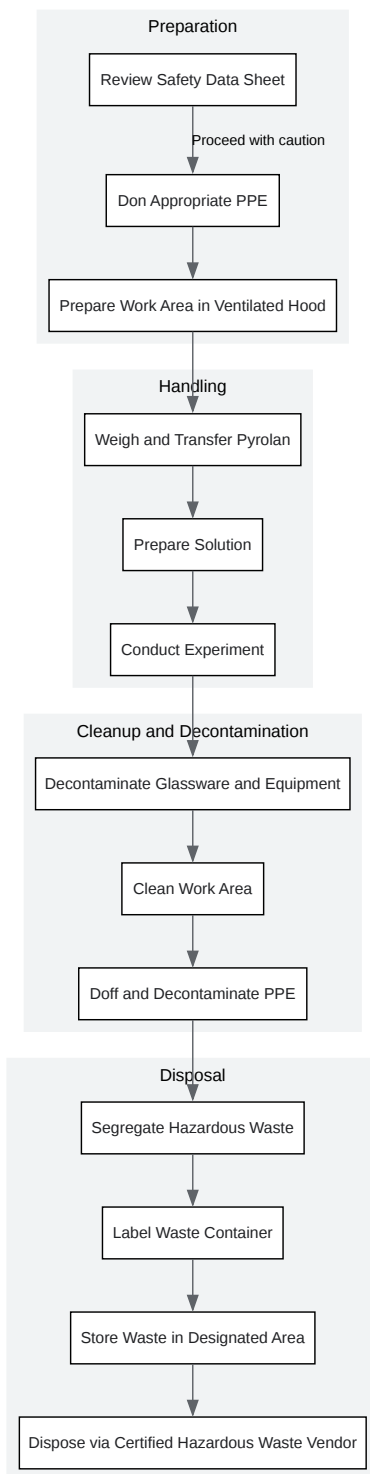 Preparation
Review Safety Data Sheet
Proceed with caution
Don Appropriate PPE
Prepare Work Area in Ventilated Hood
Handling
Weigh and Transfer Pyrolan
Prepare Solution
Conduct Experiment
Cleanup and Decontamination
Decontaminate Glassware and Equipment
Clean Work Area
Doff and Decontaminate PPE
Disposal
Segregate Hazardous Waste
Label Waste Container
Store Waste in Designated Area
Dispose via Certified Hazardous Waste Vendor